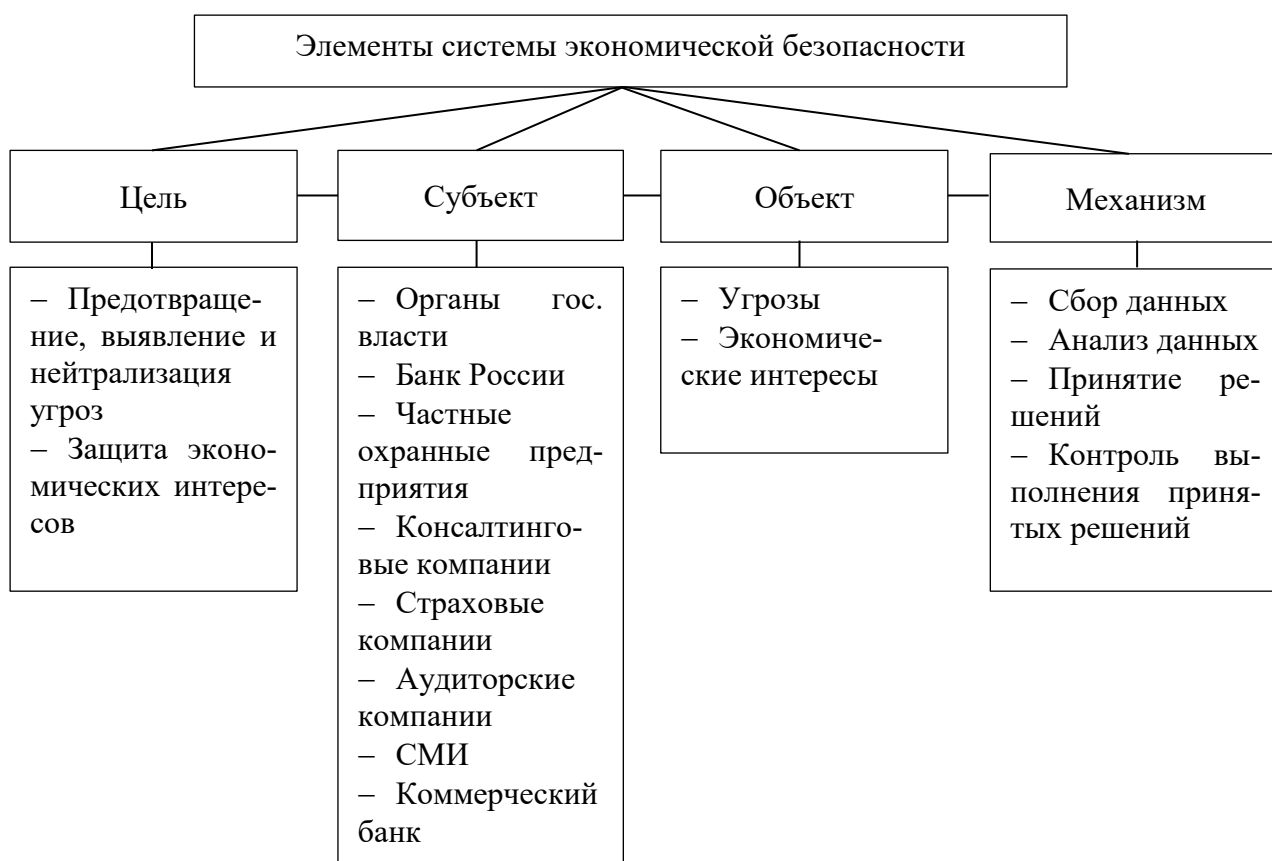 Элементы системы экономической безопасности
Цель
Субъект
Объект
Механизм
– Предотвраще-
ние, выявление и
нейтрализация
угроз
– Защита эконо-
мических интере-
сов
– Органы гос.
власти
– Банк России
– Частные
охранные пред-
приятия
– Консалтинго-
вые компании
– Страховые
компании
– Аудиторские
компании
– СМИ
– Коммерческий
банк
– Угрозы
– Экономиче-
ские интересы
– Сбор данных
– Анализ данных
– Принятие ре-
шений
– Контроль вы-
полнения приня-
тых решений